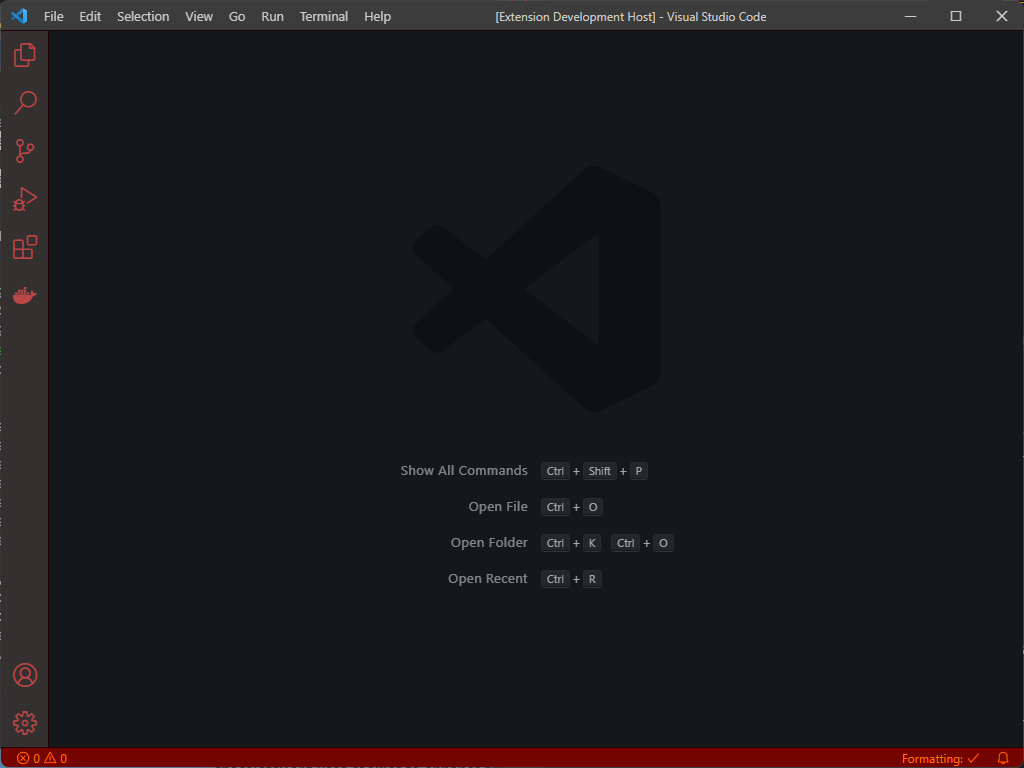 File Edit Selection View Go Run Terminal Help [Extension Development Host] - Visual Studio Code
Show All Commands Ctrl + Shift + P
Open File Ctrl + O
Open Folder Ctrl + K Ctrl + O
Open Recent Ctrl + R
0 0 Formatting: ✓